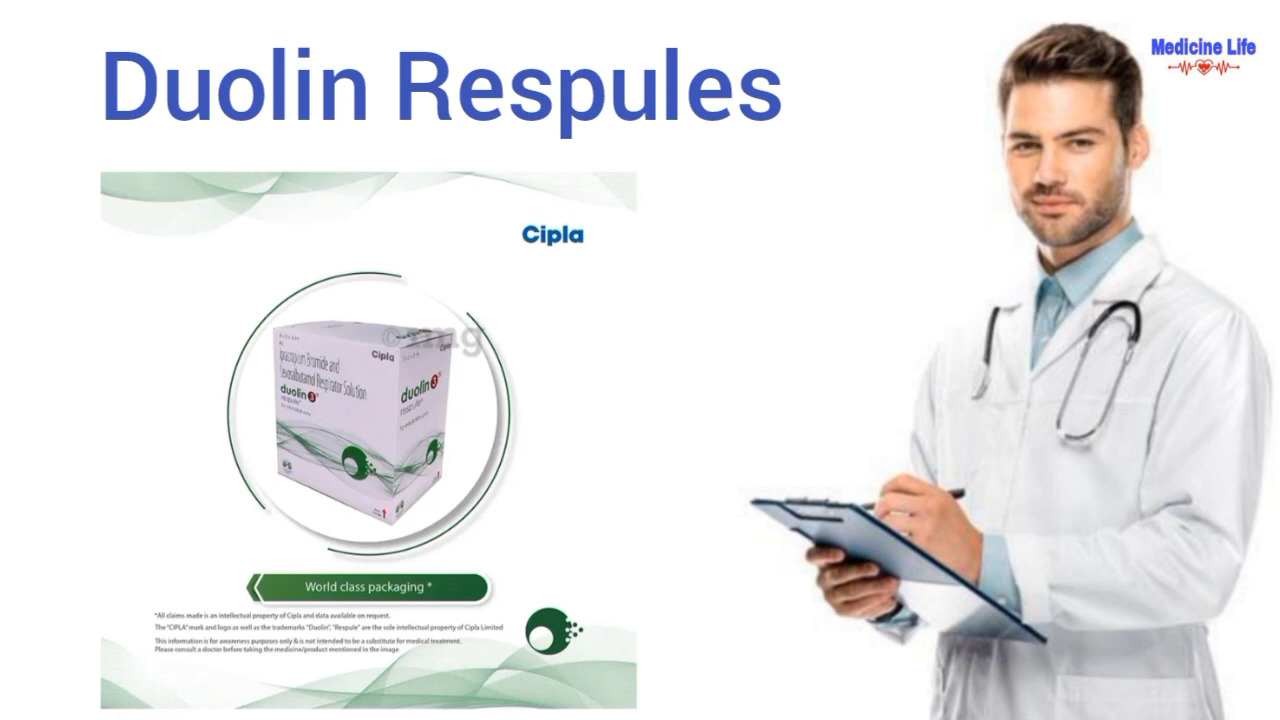 Duolin Respules
Medicine Life
Cipla
Ipratropium Bromide and
Levosalbutamol Respirator Solution
Cipla
duolin 3
respule
duolin 3
respule
World class packaging *
*All claims made is an intellectual property of Cipla and data available on request.
The "CIPLA" mark and logo as well as the trademarks "Duolin", "Respule" are the sole intellectual property of Cipla Limited
This information is for awareness purposes only & is not intended to be a substitute for medical treatment.
Please consult a doctor before taking the medicine/product mentioned in the image